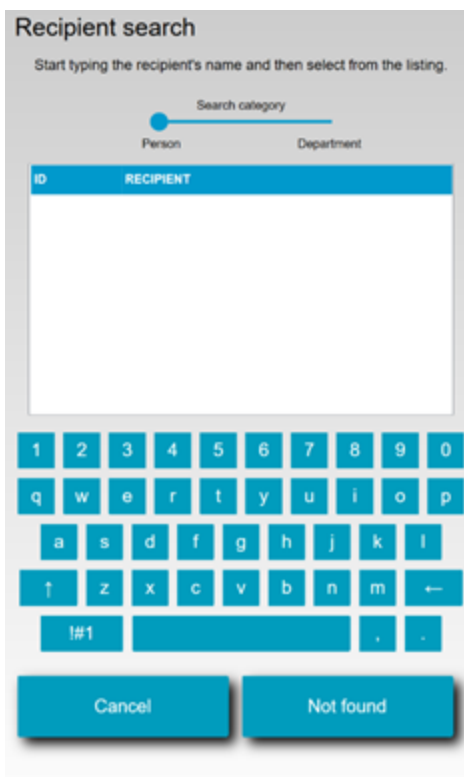 Recipient search
Start typing the recipient's name and then select from the listing.
Search category
Person Department
ID RECIPIENT
1 2 3 4 5 6 7 8 9 0
q w e r t y u i o p
a s d f g h j k l
↑ z x c v b n m ←
!#1 , .
Cancel Not found